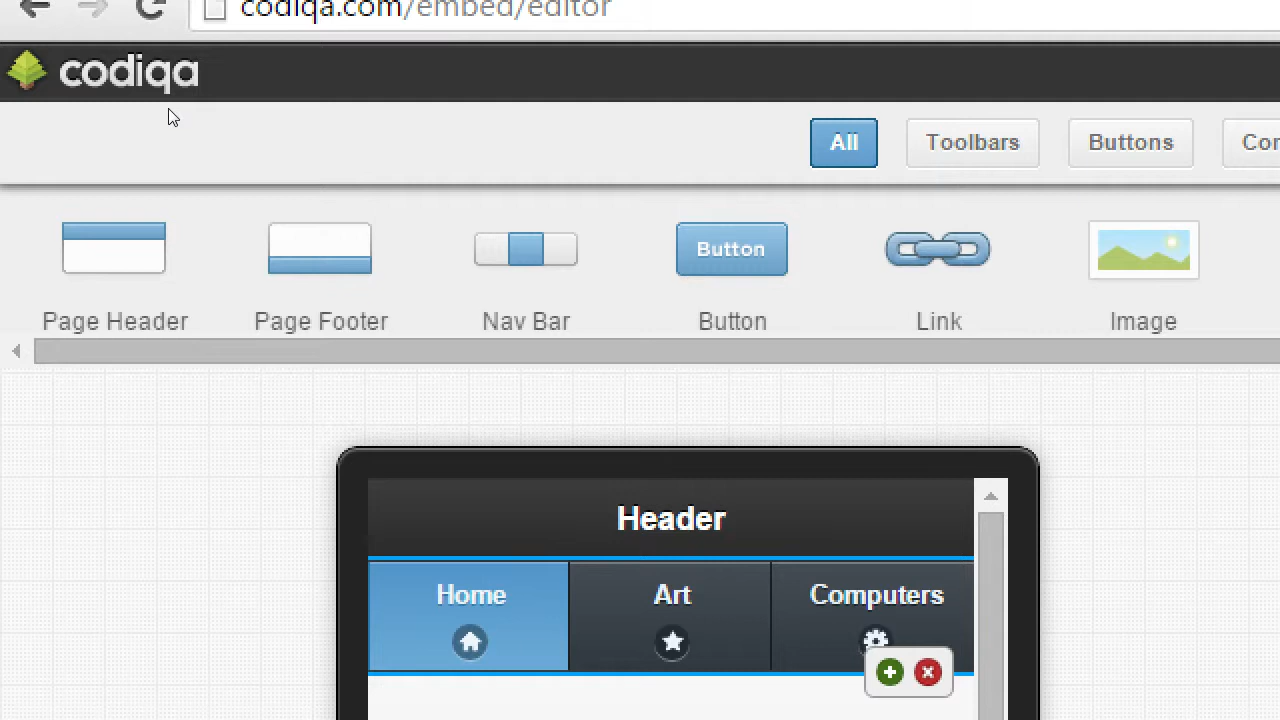 codiqa.com/embed/editor
codiqa
All Toolbars Buttons
Button
Page Header Page Footer Nav Bar Button Link Image
Header
Home Art Computers